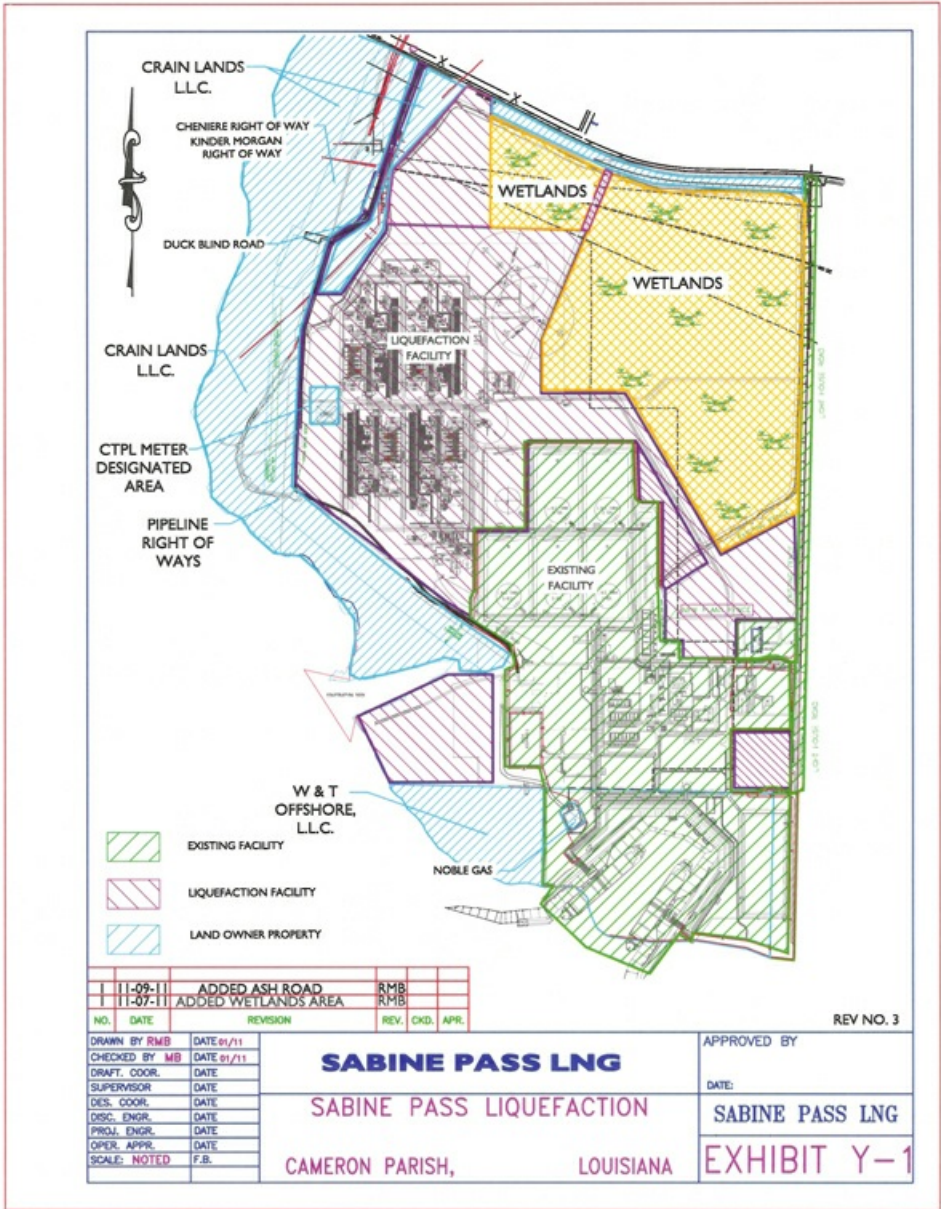 CRAIN LANDS
L.L.C.
CHENIERE RIGHT OF WAY
KINDER MORGAN
RIGHT OF WAY
WETLANDS
DUCK BLIND ROAD
WETLANDS
LIQUEFACTION
FACILITY
CRAIN LANDS
L.L.C.
CTPL METER
DESIGNATED
AREA
PIPELINE
RIGHT OF
WAYS
EXISTING
FACILITY
W & T
OFFSHORE,
L.L.C.
NOBLE GAS
EXISTING FACILITY
LIQUEFACTION FACILITY
LAND OWNER PROPERTY
1 11-09-11 ADDED ASH ROAD RMB
1 11-07-11 ADDED WETLANDS AREA RMB
NO. DATE REVISION REV. CKD. APR.
REV NO. 3
DRAWN BY RMB DATE 01/11
CHECKED BY MB DATE 01/11
DRAFT. COOR. DATE
SUPERVISOR DATE
DES. COOR. DATE
DISC. ENGR. DATE
PROJ. ENGR. DATE
OPER. APPR. DATE
SCALE: NOTED F.B.
SABINE PASS LNG
SABINE PASS LIQUEFACTION
CAMERON PARISH, LOUISIANA
APPROVED BY
DATE:
SABINE PASS LNG
EXHIBIT Y-1